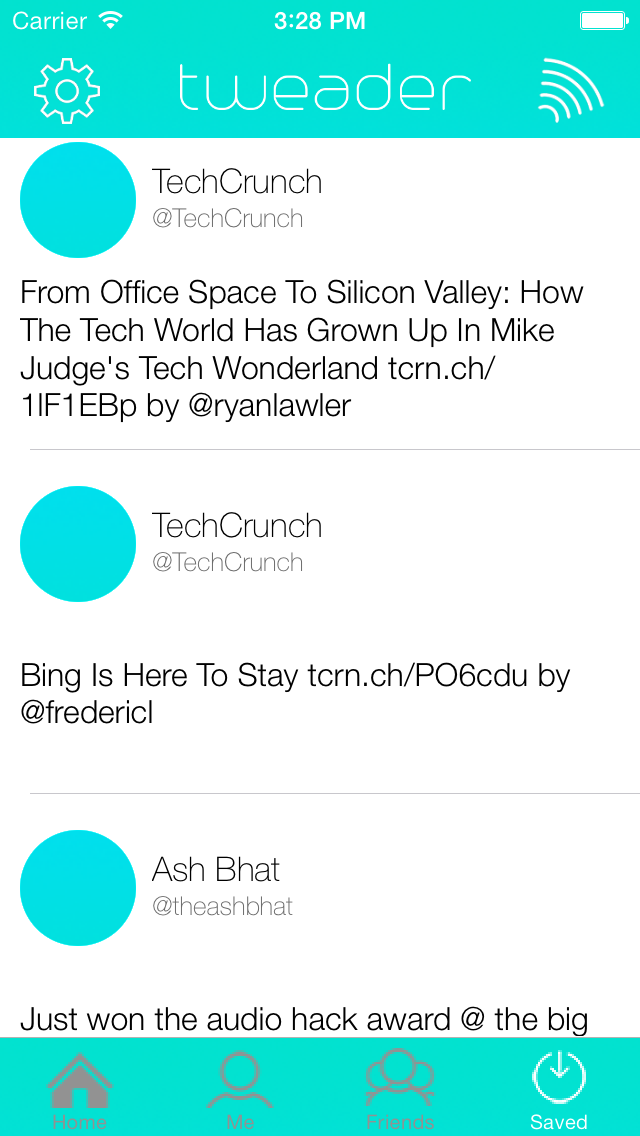 Carrier 3:28 PM
tweader
TechCrunch
@TechCrunch
From Office Space To Silicon Valley: How
The Tech World Has Grown Up In Mike
Judge's Tech Wonderland tcrn.ch/
1lF1EBp by @ryanlawler
TechCrunch
@TechCrunch
Bing Is Here To Stay tcrn.ch/PO6cdu by
@fredericl
Ash Bhat
@theashbhat
Just won the audio hack award @ the big
Home Me Friends Saved